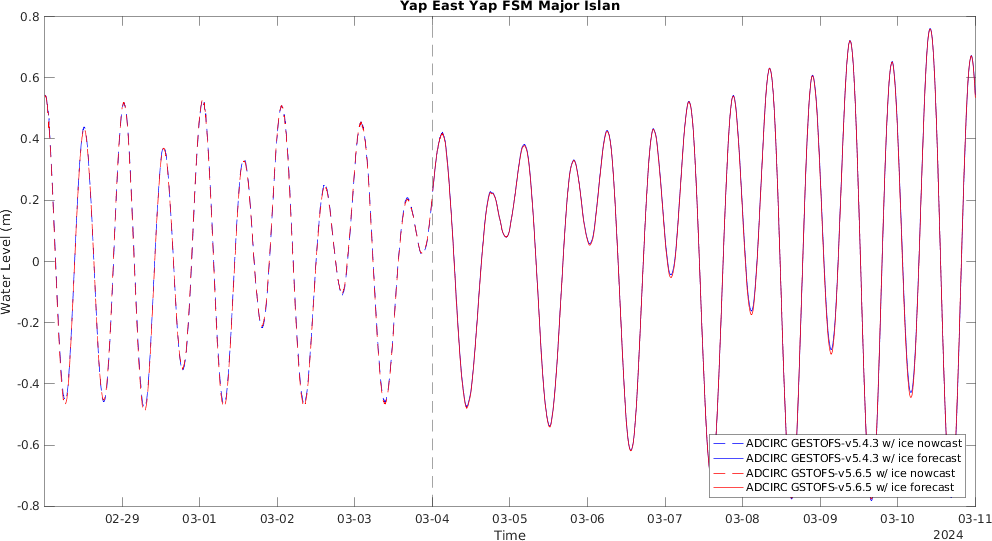 Yap East Yap FSM Major Islan
0.8
0.6
0.4
0.2
0
-0.2
-0.4
-0.6
-0.8
Water Level (m)
ADCIRC GESTOFS-v5.4.3 w/ ice nowcast
ADCIRC GESTOFS-v5.4.3 w/ ice forecast
ADCIRC GSTOFS-v5.6.5 w/ ice nowcast
ADCIRC GSTOFS-v5.6.5 w/ ice forecast
02-29 03-01 03-02 03-03 03-04 03-05 03-06 03-07 03-08 03-09 03-10 03-11
Time
2024